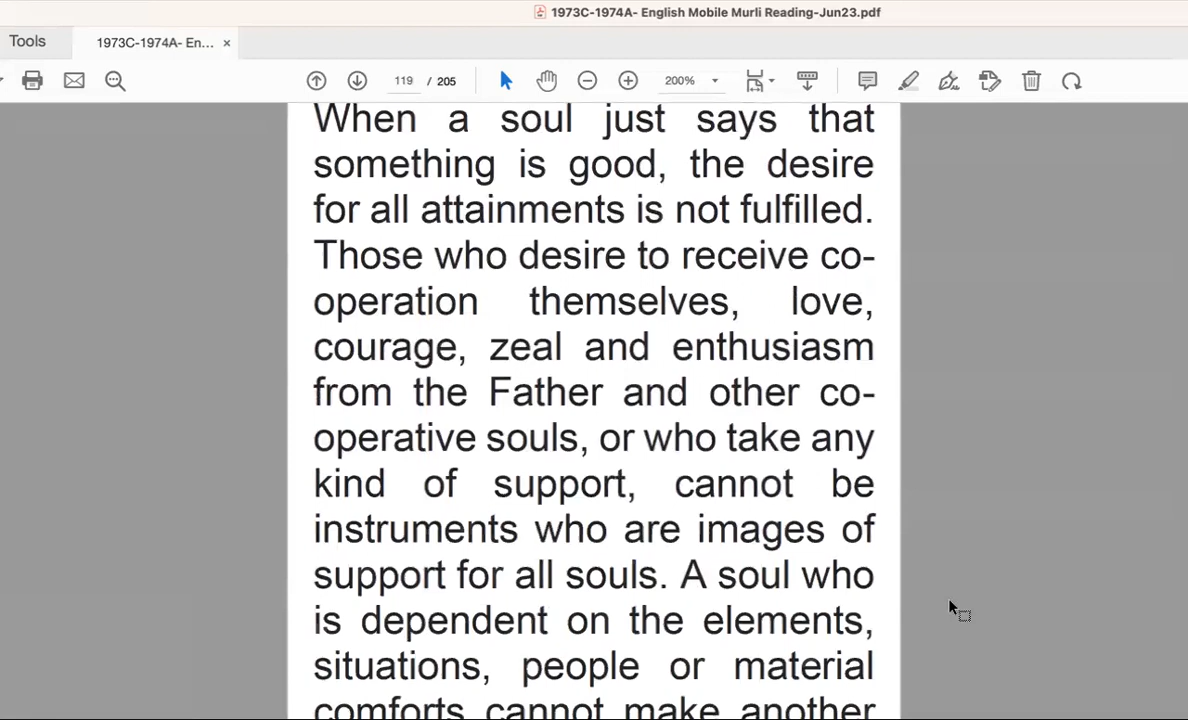 1973C-1974A- English Mobile Murli Reading-Jun23.pdf
Tools
1973C-1974A- En... ×
119 / 205
200%
When a soul just says that
something is good, the desire
for all attainments is not fulfilled.
Those who desire to receive co-
operation themselves, love,
courage, zeal and enthusiasm
from the Father and other co-
operative souls, or who take any
kind of support, cannot be
instruments who are images of
support for all souls. A soul who
is dependent on the elements,
situations, people or material
comforts cannot make another